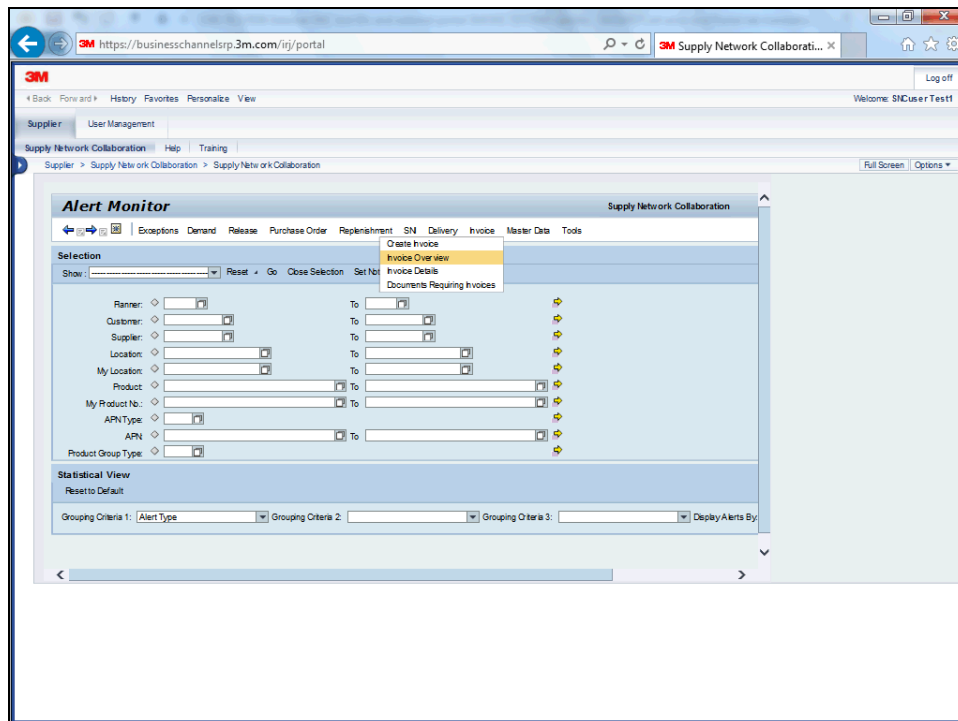 3M https://businesschannelsrp.3m.com/irj/portal
3M Supply Network Collaborati... ×
3M
Log off
Back Forward History Favorites Personalize View
Welcome: SNCuser Test1
Supplier User Management
Supply Network Collaboration Help Training
Supplier > Supply Network Collaboration > Supply Network Collaboration
Full Screen Options
Alert Monitor
Supply Network Collaboration
Exceptions Demand Release Purchase Order Replenishment SNI Delivery Invoice Master Data Tools
Create Invoice
Invoice Overview
Invoice Details
Documents Requiring Invoices
Selection
Show: Reset Go Close Selection Set
Planner: To
Customer: To
Supplier: To
Location: To
My Location: To
Product: To
My Product No.: To
APN Type:
APN: To
Product Group Type:
Statistical View
Reset to Default
Grouping Criteria 1: Alert Type Grouping Criteria 2: Grouping Criteria 3: Display Alerts By: